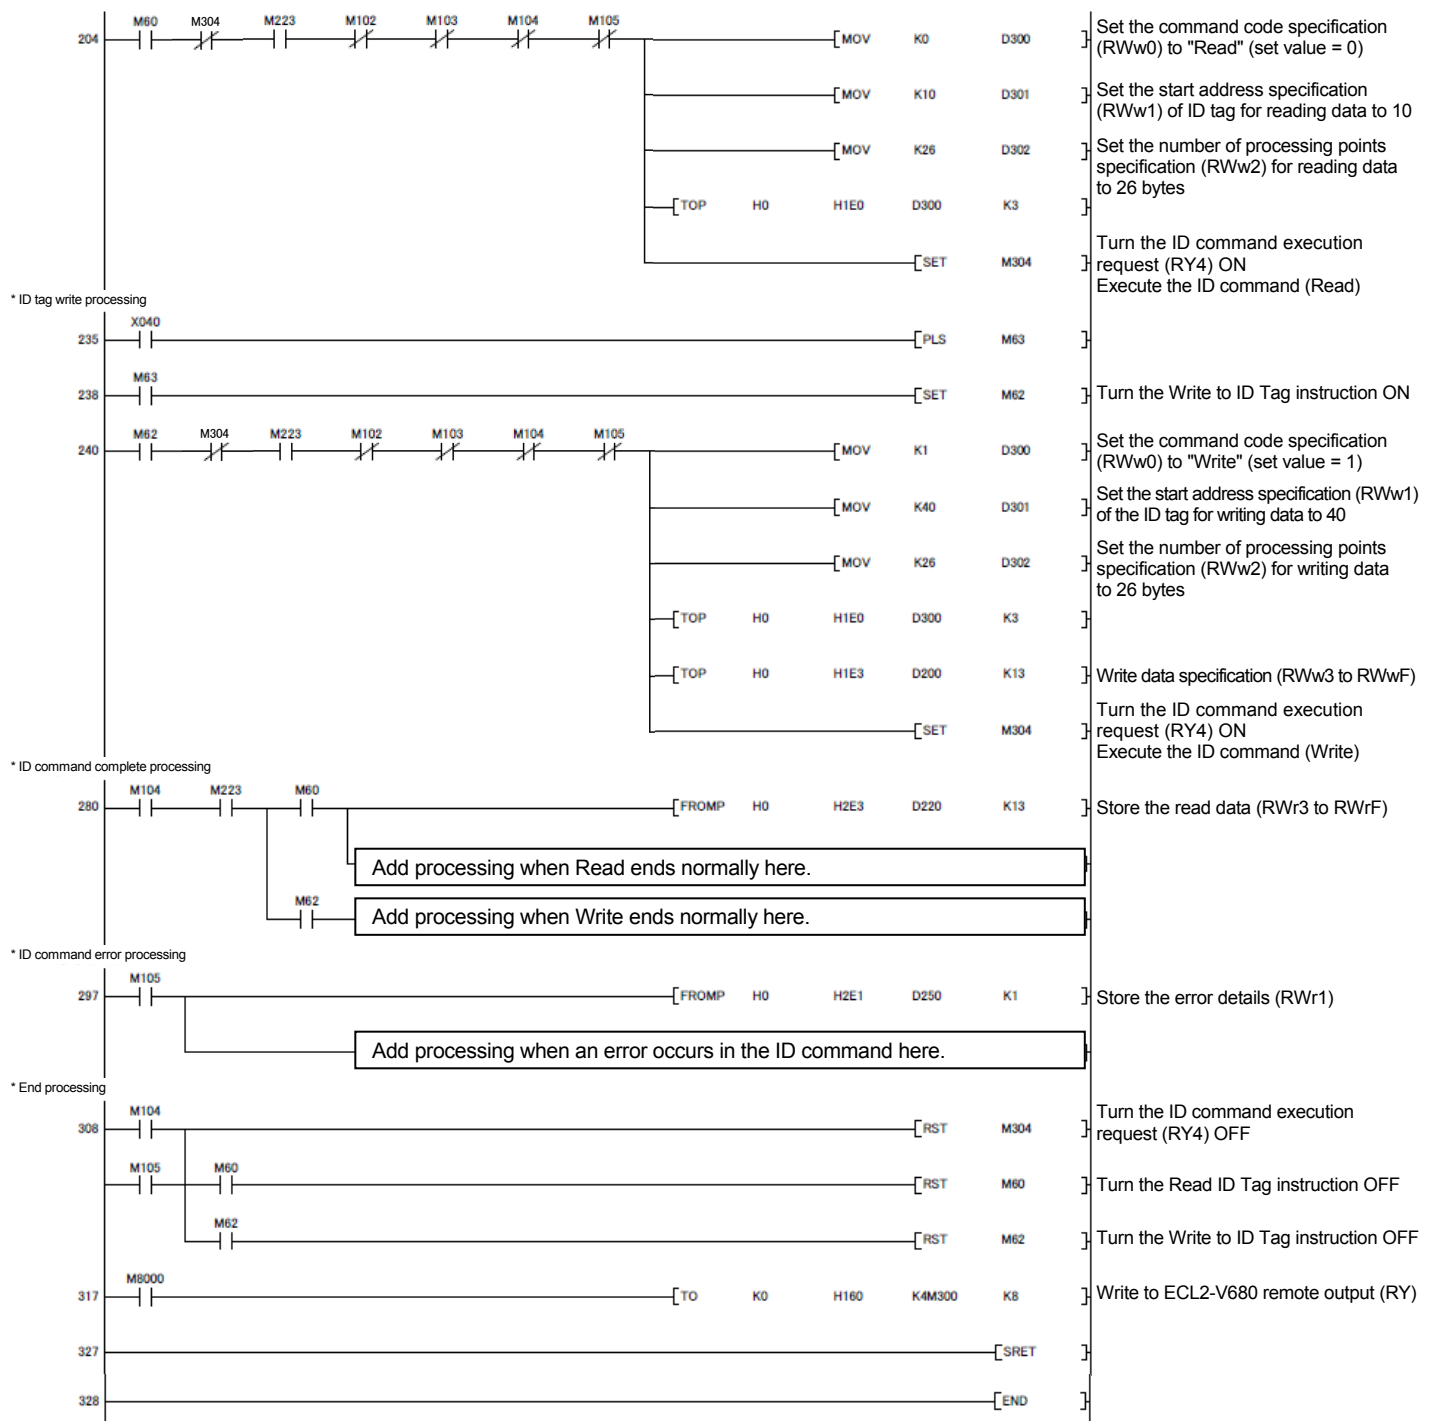 M60 M304 M223 M102 M103 M104 M105
204 MOV K0 D300 Set the command code specification
(RWw0) to "Read" (set value = 0)
MOV K10 D301 Set the start address specification
(RWw1) of ID tag for reading data to 10
MOV K26 D302 Set the number of processing points
specification (RWw2) for reading data
to 26 bytes
TOP H0 H1E0 D300 K3
SET M304 Turn the ID command execution
request (RY4) ON
Execute the ID command (Read)
* ID tag write processing
X040
235 PLS M63
M63
238 SET M62 Turn the Write to ID Tag instruction ON
M62 M304 M223 M102 M103 M104 M105
240 MOV K1 D300 Set the command code specification
(RWw0) to "Write" (set value = 1)
MOV K40 D301 Set the start address specification (RWw1)
of the ID tag for writing data to 40
MOV K26 D302 Set the number of processing points
specification (RWw2) for writing data
to 26 bytes
TOP H0 H1E0 D300 K3
TOP H0 H1E3 D200 K13 Write data specification (RWw3 to RWwF)
SET M304 Turn the ID command execution
request (RY4) ON
Execute the ID command (Write)
* ID command complete processing
M104 M223 M60
280 FROMP H0 H2E3 D220 K13 Store the read data (RWr3 to RWrF)
Add processing when Read ends normally here.
M62
Add processing when Write ends normally here.
* ID command error processing
M105
297 FROMP H0 H2E1 D250 K1 Store the error details (RWr1)
Add processing when an error occurs in the ID command here.
* End processing
M104
308 RST M304 Turn the ID command execution
request (RY4) OFF
M105 M60
RST M60 Turn the Read ID Tag instruction OFF
M62
RST M62 Turn the Write to ID Tag instruction OFF
M8000
317 TO K0 H160 K4M300 K8 Write to ECL2-V680 remote output (RY)
327 SRET
328 END